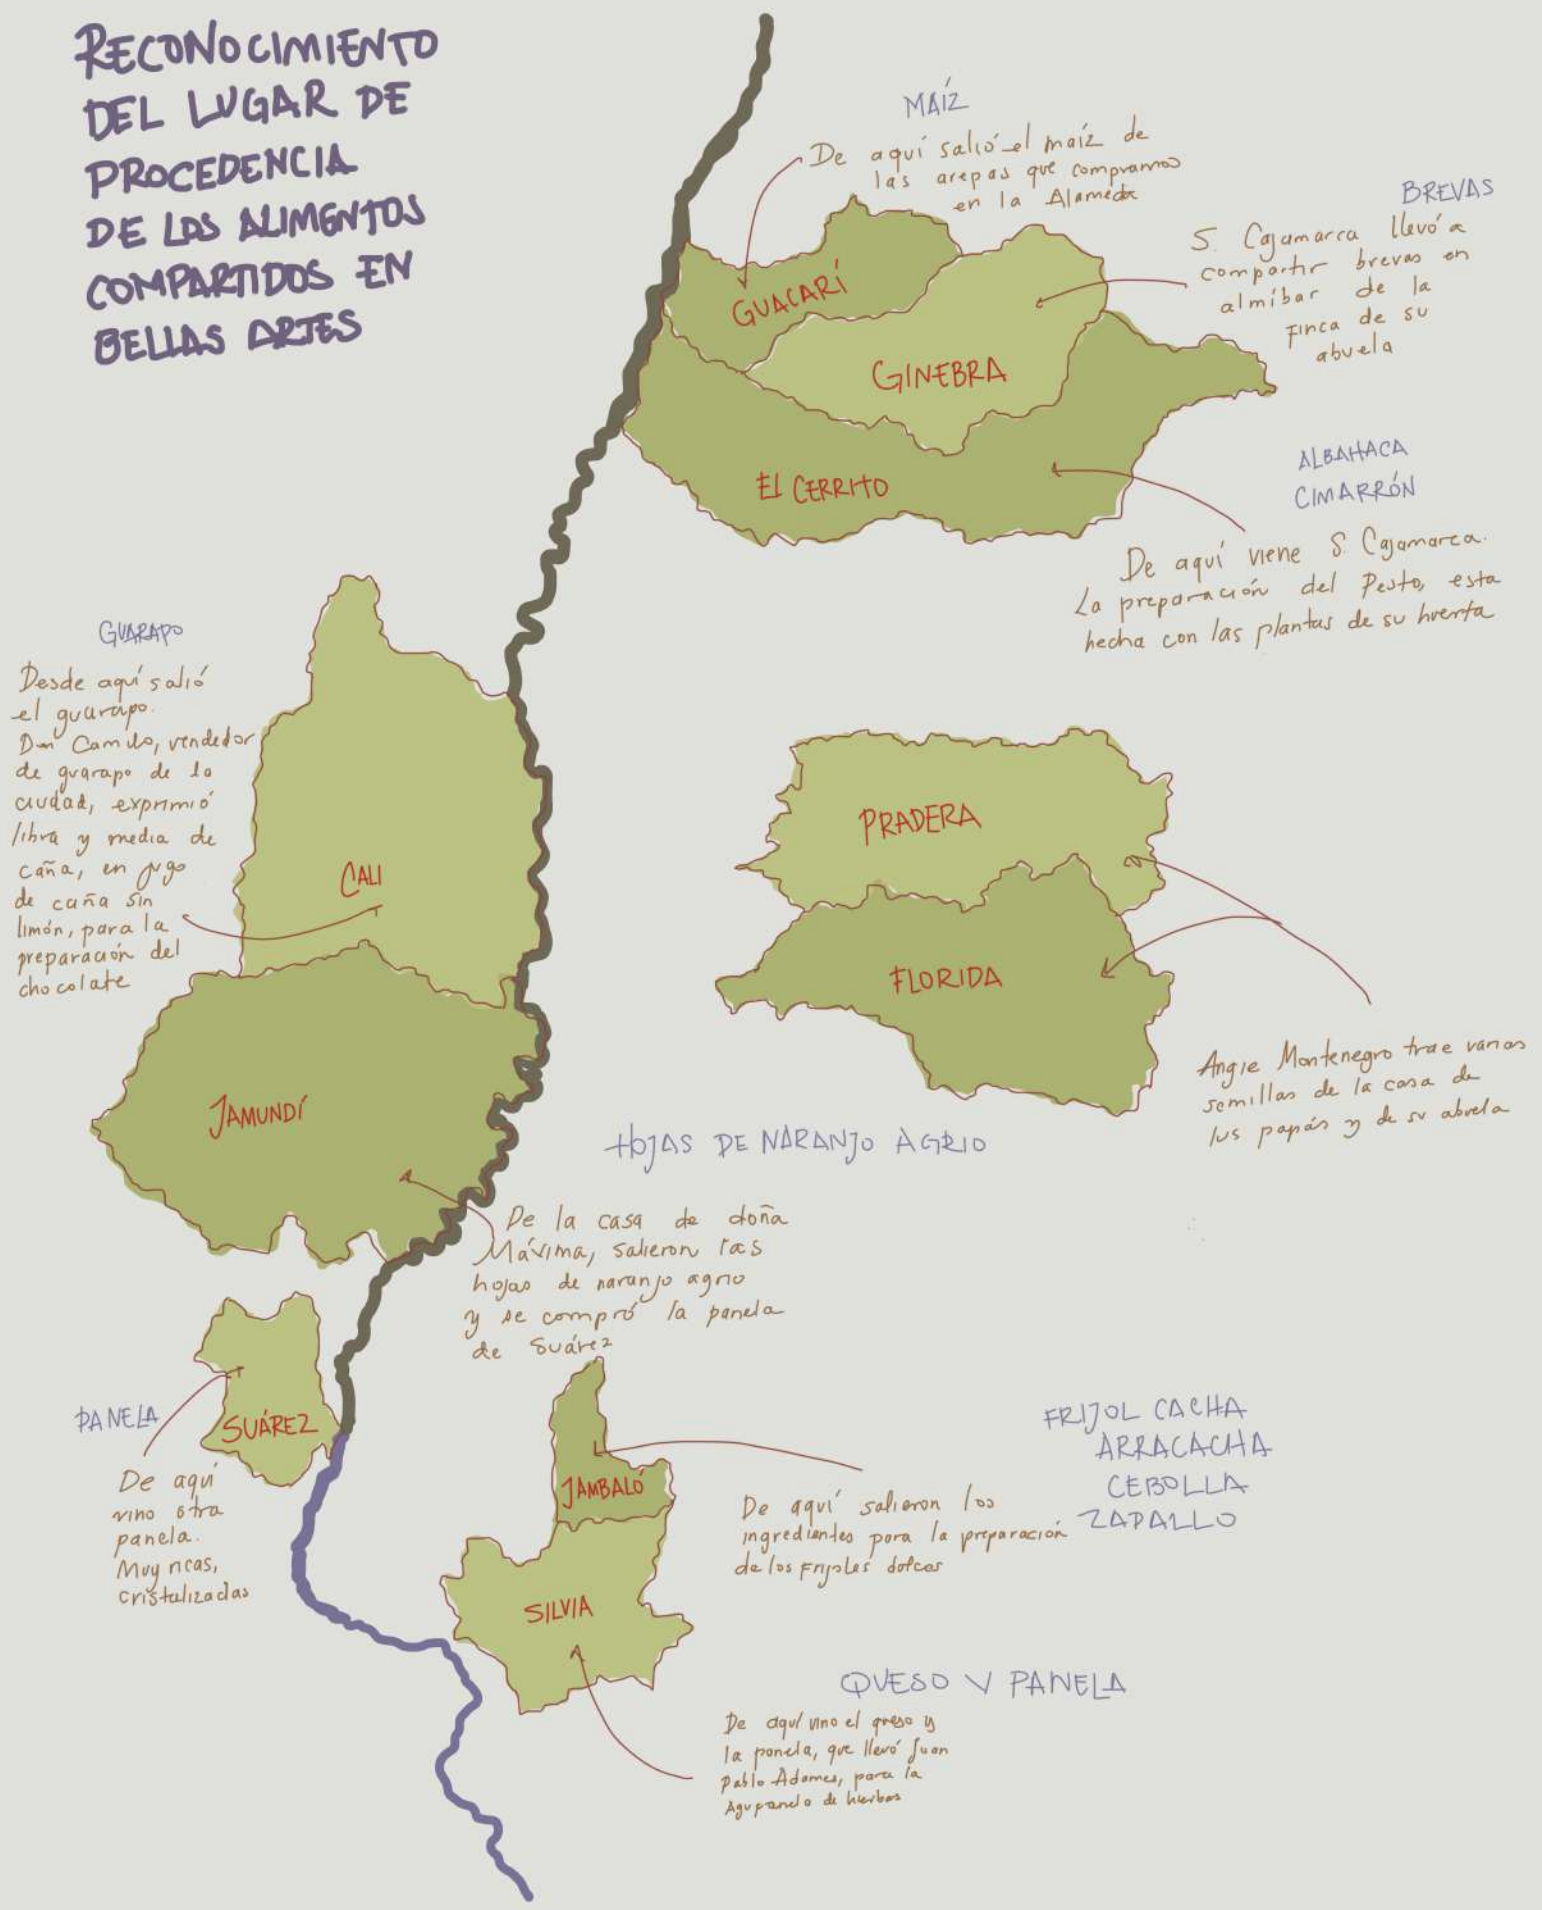 RECONOCIMIENTO
DEL LUGAR DE
PROCEDENCIA
DE LOS ALIMENTOS
COMPARTIDOS EN
BELLAS ARTES
MAÍZ
De aquí salió el maíz de
las arepas que compramos
en la Alameda
BREVAS
S. Cajamarca llevó a
compartir brevas en
almíbar de la
Finca de su
abuela
GUACARÍ
GINEBRA
EL CERRITO
ALBAHACA
CIMARRÓN
De aquí viene S. Cajamarca.
La preparación del Pesto, esta
hecha con las plantas de su huerta
GUARAPO
Desde aquí salió
el guarapo.
Don Camilo, vendedor
de guarapo de la
ciudad, exprimió
libra y media de
caña, en jugo
de caña sin
limón, para la
preparación del
chocolate
CALI
PRADERA
FLORIDA
Angie Montenegro trae varias
semillas de la casa de
lus papás y de su abuela
JAMUNDÍ
HOJAS DE NARANJO AGRIO
De la casa de doña
Máxima, salieron las
hojas de naranjo agrio
y se compró la panela
de Suárez
PANELA
SUÁREZ
De aquí
vino otra
panela.
Muy ricas,
cristalizadas
JAMBALÓ
FRIJOL CACHA
ARRACACHA
CEBOLLA
ZAPALLO
De aquí salieron los
ingredientes para la preparación
de los Frijoles dulces
SILVIA
QUESO Y PANELA
De aquí vino el queso y
la panela, que llevó Juan
Pablo Adames, para la
Aguapanela de hierbas